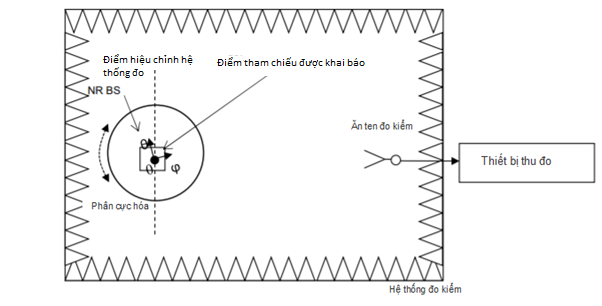 Điểm hiệu chỉnh hệ
thống đo
Điểm tham chiếu được khai báo
NR BS
Ăn ten đo kiểm
Thiết bị thu đo
θ
0
φ
Phân cực hóa
Hệ thống đo kiểm